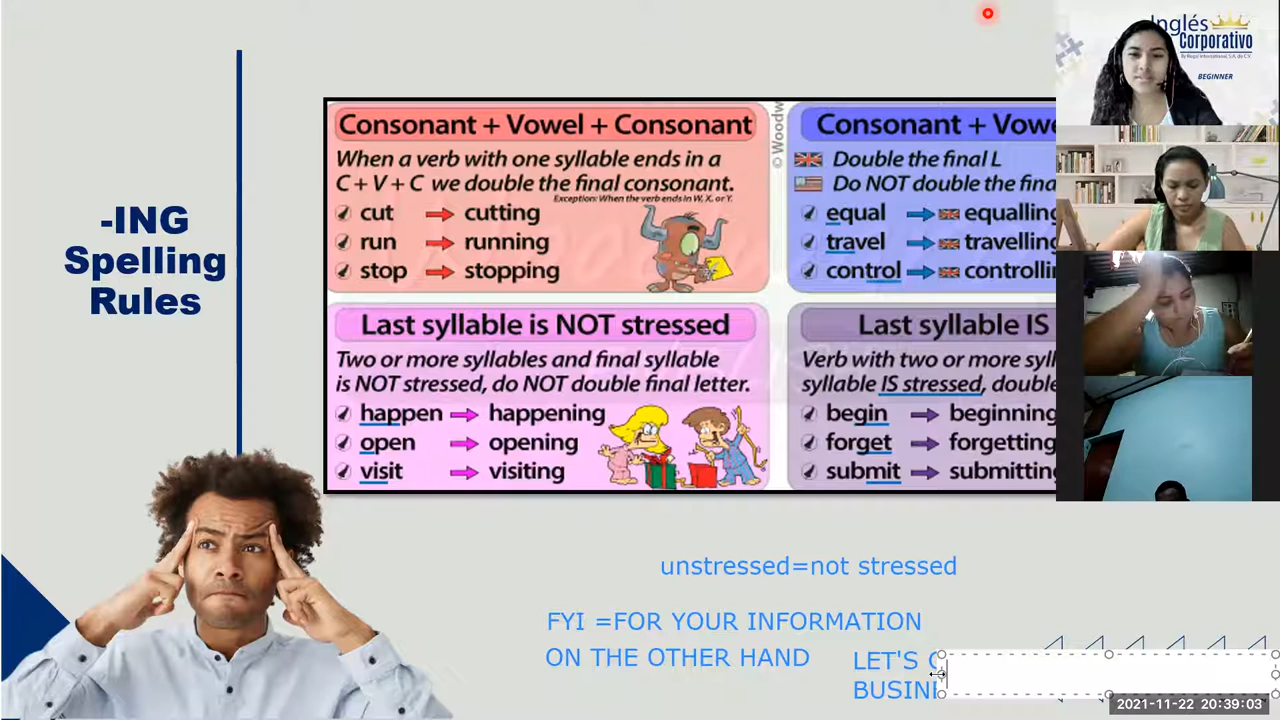 -ING
Spelling
Rules
Consonant + Vowel + Consonant
When a verb with one syllable ends in a
C + V + C we double the final consonant.
Exception: When the verb ends in W, X, or Y.
cut cutting
run running
stop stopping
© Woodw
Consonant + Vow
Double the final L
Do NOT double the fina
equal equalling
travel travelling
control controllin
Last syllable is NOT stressed
Two or more syllables and final syllable
is NOT stressed, do NOT double final letter.
happen happening
open opening
visit visiting
Last syllable IS
Verb with two or more syll
syllable IS stressed, double
begin beginning
forget forgetting
submit submittin
unstressed=not stressed
FYI =FOR YOUR INFORMATION
ON THE OTHER HAND
LET'S
BUSINE
Inglés
Corporativo
BEGINNER
2021-11-22 20:39:03